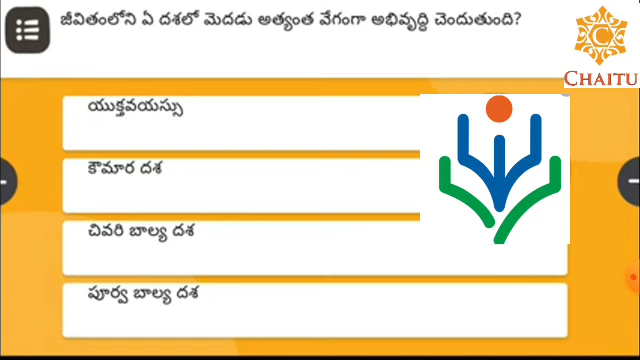 జీవితంలోని ఏ దశలో మెదడు అత్యంత వేగంగా అభివృద్ధి చెందుతుంది?
C
CHAITU
యుక్తవయస్సు
కౌమార దశ
చివరి బాల్య దశ
పూర్వ బాల్య దశ